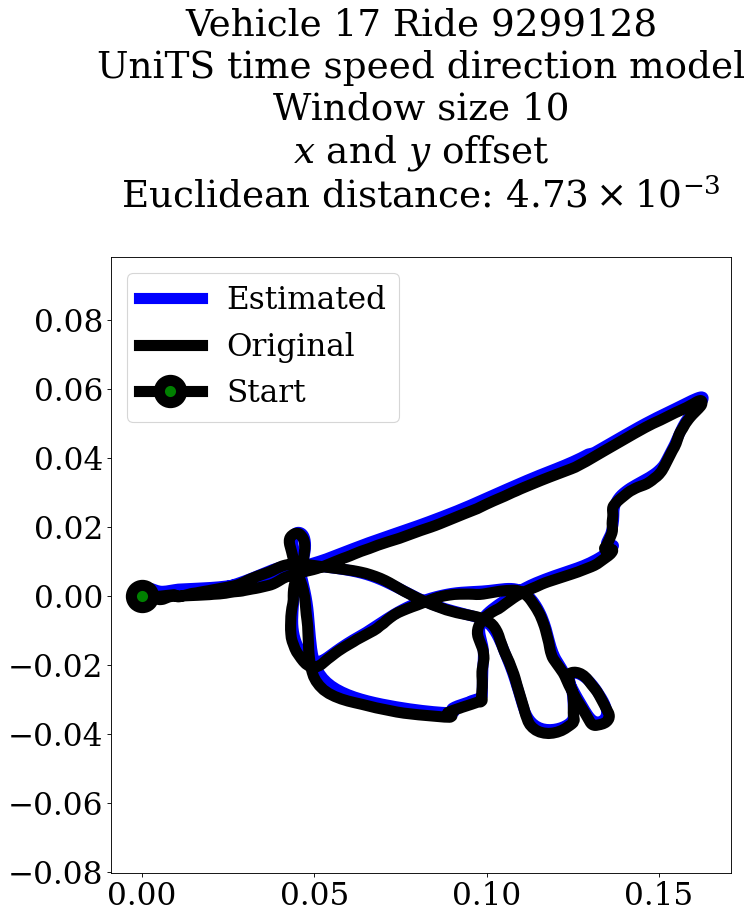 Vehicle 17 Ride 9299128
UniTS time speed direction model
Window size 10
x and y offset
Euclidean distance: 4.73 × 10⁻³
Estimated
Original
Start
0.08
0.06
0.04
0.02
0.00
−0.02
−0.04
−0.06
−0.08
0.00 0.05 0.10 0.15